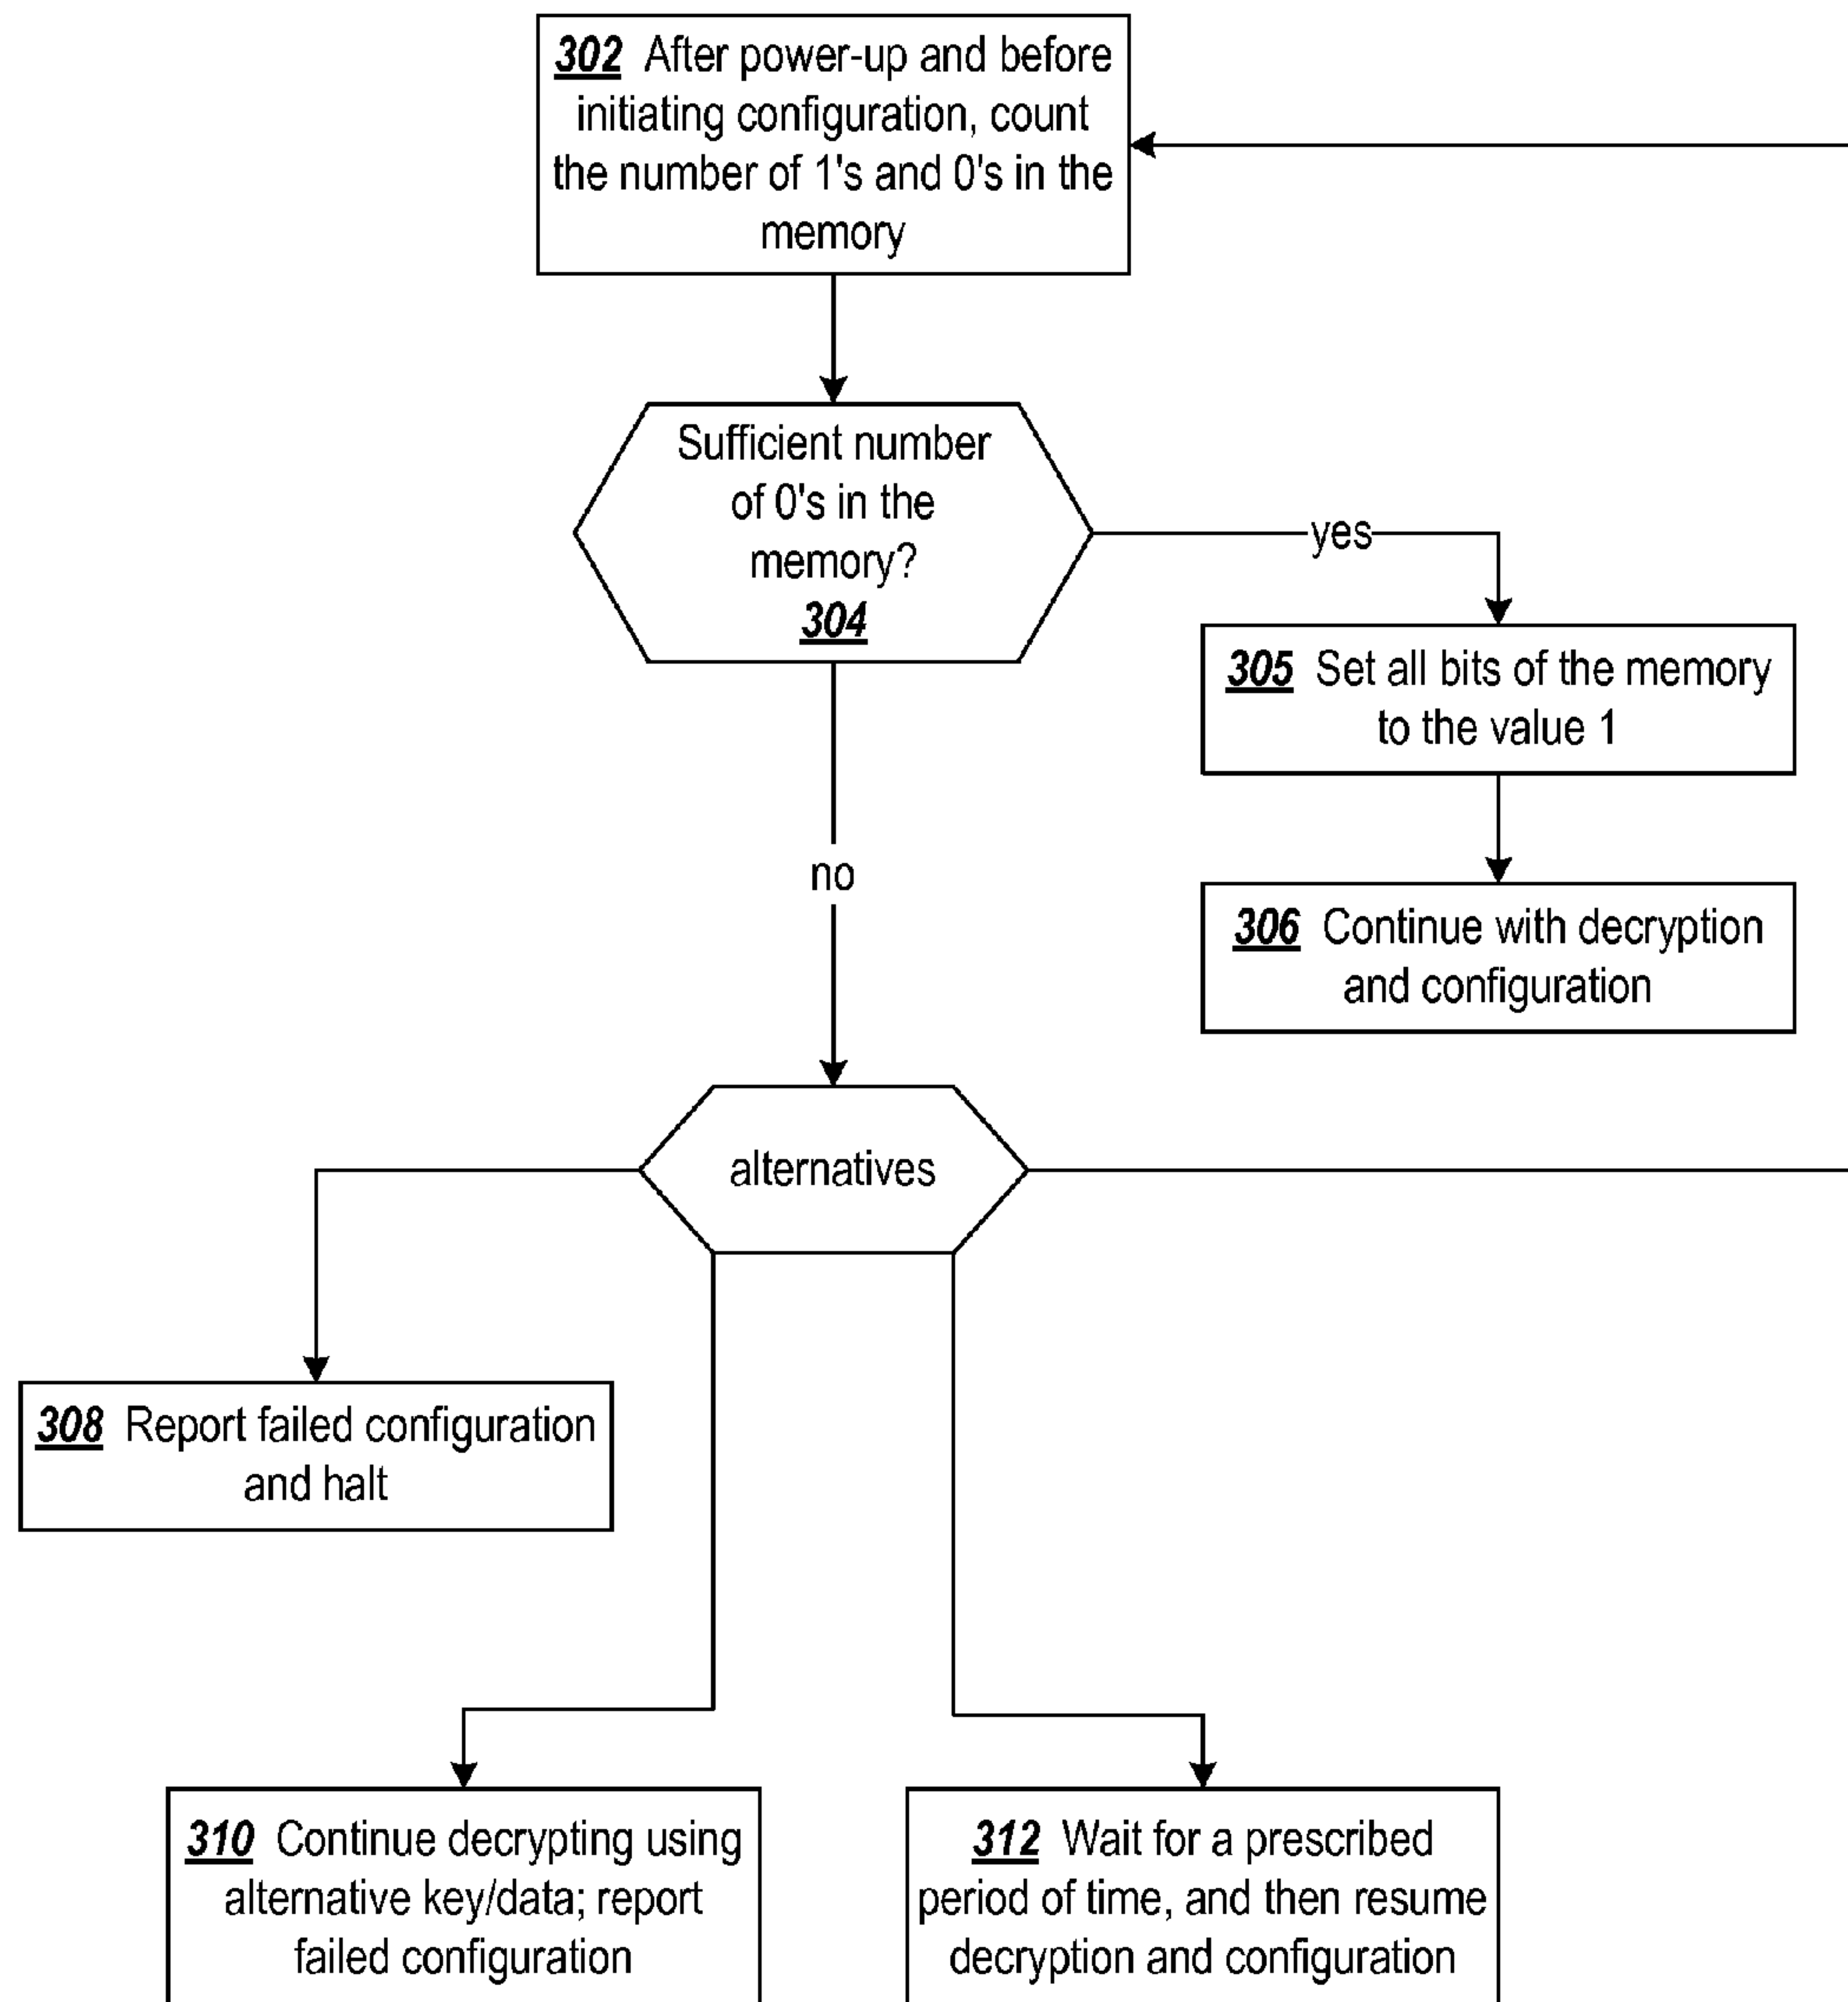 302 After power-up and before
initiating configuration, count
the number of 1's and 0's in the
memory
Sufficient number
of 0's in the
memory?
304
yes
305 Set all bits of the memory
to the value 1
no
306 Continue with decryption
and configuration
alternatives
308 Report failed configuration
and halt
310 Continue decrypting using
alternative key/data; report
failed configuration
312 Wait for a prescribed
period of time, and then resume
decryption and configuration